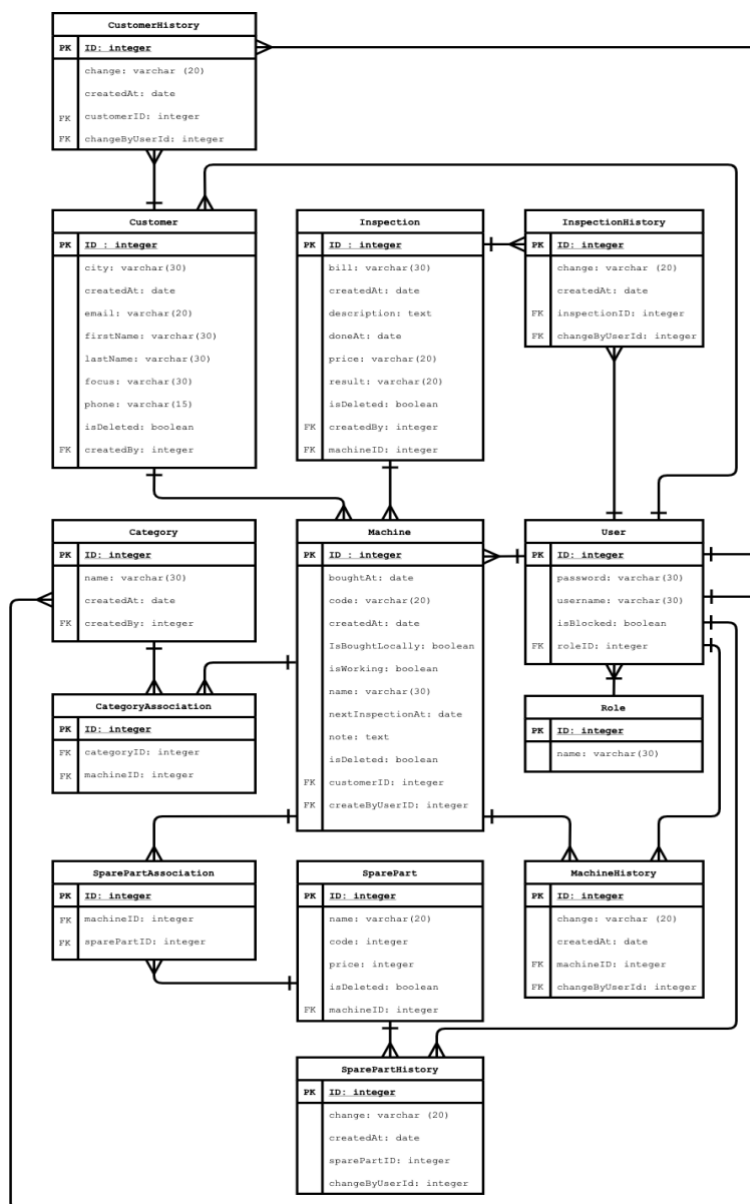 CustomerHistory
PK ID: integer
change: varchar (20)
createdAt: date
FK customerID: integer
FK changeByUserId: integer
Customer
PK ID : integer
city: varchar(30)
createdAt: date
email: varchar(20)
firstName: varchar(30)
lastName: varchar(30)
focus: varchar(30)
phone: varchar(15)
isDeleted: boolean
FK createdBy: integer
Inspection
PK ID : integer
bill: varchar(30)
createdAt: date
description: text
doneAt: date
price: varchar(20)
result: varchar(20)
isDeleted: boolean
FK createdBy: integer
FK machineID: integer
InspectionHistory
PK ID: integer
change: varchar (20)
createdAt: date
FK inspectionID: integer
FK changeByUserId: integer
Category
PK ID: integer
name: varchar(30)
createdAt: date
FK createdBy: integer
Machine
PK ID : integer
boughtAt: date
code: varchar(20)
createdAt: date
IsBoughtLocally: boolean
isWorking: boolean
name: varchar(30)
nextInspectionAt: date
note: text
isDeleted: boolean
FK customerID: integer
FK createByUserID: integer
User
PK ID: integer
password: varchar(30)
username: varchar(30)
isBlocked: boolean
FK roleID: integer
CategoryAssociation
PK ID: integer
FK categoryID: integer
FK machineID: integer
Role
PK ID: integer
name: varchar(30)
SparePartAssociation
PK ID: integer
FK machineID: integer
FK sparePartID: integer
SparePart
PK ID: integer
name: varchar(20)
code: integer
price: integer
isDeleted: boolean
FK machineID: integer
MachineHistory
PK ID: integer
change: varchar (20)
createdAt: date
FK machineID: integer
FK changeByUserId: integer
SparePartHistory
PK ID: integer
change: varchar (20)
createdAt: date
sparePartID: integer
changeByUserId: integer